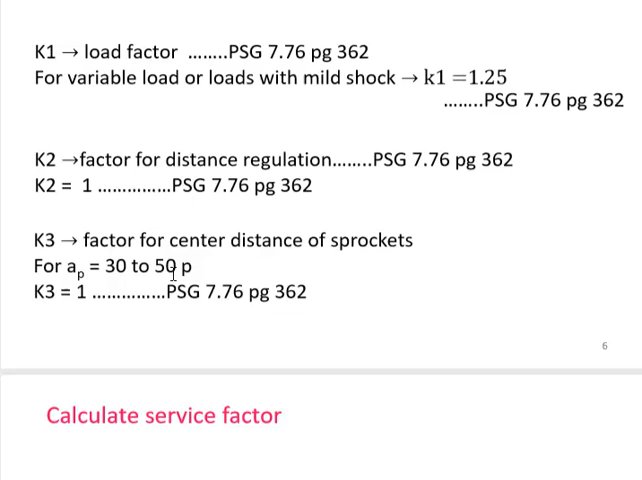 K1 → load factor ........PSG 7.76 pg 362
For variable load or loads with mild shock → k1 =1.25
........PSG 7.76 pg 362
K2 →factor for distance regulation........PSG 7.76 pg 362
K2 = 1 ...............PSG 7.76 pg 362
K3 → factor for center distance of sprockets
For aₚ = 30 to 50 p
K3 = 1 ...............PSG 7.76 pg 362
6
Calculate service factor